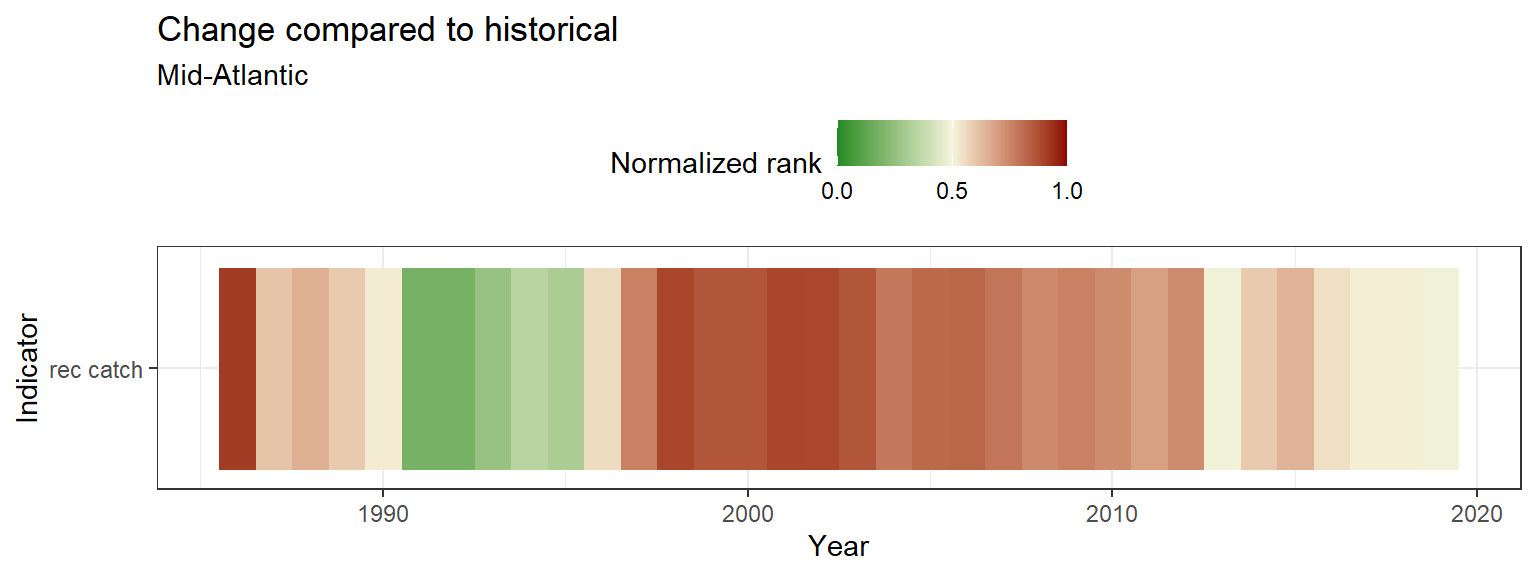 Change compared to historical
Mid-Atlantic
Normalized rank
0.0 0.5 1.0
Indicator
rec catch
1990 2000 2010 2020
Year